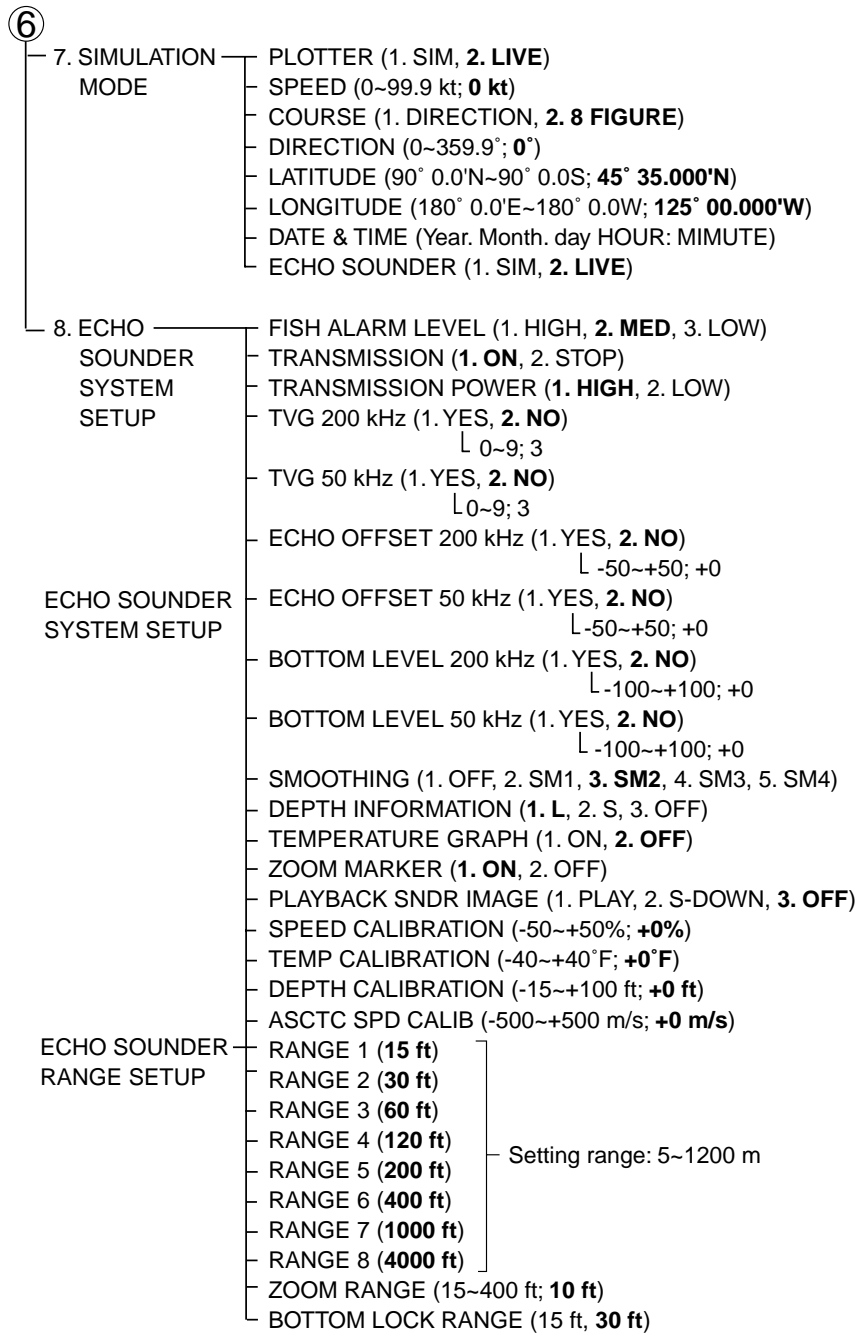 6
7. SIMULATION MODE
PLOTTER (1. SIM, 2. LIVE)
SPEED (0~99.9 kt; 0 kt)
COURSE (1. DIRECTION, 2. 8 FIGURE)
DIRECTION (0~359.9˚; 0˚)
LATITUDE (90˚ 0.0'N~90˚ 0.0S; 45˚ 35.000'N)
LONGITUDE (180˚ 0.0'E~180˚ 0.0W; 125˚ 00.000'W)
DATE & TIME (Year. Month. day HOUR: MIMUTE)
ECHO SOUNDER (1. SIM, 2. LIVE)
8. ECHO SOUNDER SYSTEM SETUP
FISH ALARM LEVEL (1. HIGH, 2. MED, 3. LOW)
TRANSMISSION (1. ON, 2. STOP)
TRANSMISSION POWER (1. HIGH, 2. LOW)
TVG 200 kHz (1. YES, 2. NO)
0~9; 3
TVG 50 kHz (1. YES, 2. NO)
0~9; 3
ECHO OFFSET 200 kHz (1. YES, 2. NO)
-50~+50; +0
ECHO SOUNDER SYSTEM SETUP
ECHO OFFSET 50 kHz (1. YES, 2. NO)
-50~+50; +0
BOTTOM LEVEL 200 kHz (1. YES, 2. NO)
-100~+100; +0
BOTTOM LEVEL 50 kHz (1. YES, 2. NO)
-100~+100; +0
SMOOTHING (1. OFF, 2. SM1, 3. SM2, 4. SM3, 5. SM4)
DEPTH INFORMATION (1. L, 2. S, 3. OFF)
TEMPERATURE GRAPH (1. ON, 2. OFF)
ZOOM MARKER (1. ON, 2. OFF)
PLAYBACK SNDR IMAGE (1. PLAY, 2. S-DOWN, 3. OFF)
SPEED CALIBRATION (-50~+50%; +0%)
TEMP CALIBRATION (-40~+40˚F; +0˚F)
DEPTH CALIBRATION (-15~+100 ft; +0 ft)
ASCTC SPD CALIB (-500~+500 m/s; +0 m/s)
ECHO SOUNDER RANGE SETUP
RANGE 1 (15 ft)
RANGE 2 (30 ft)
RANGE 3 (60 ft)
RANGE 4 (120 ft)
RANGE 5 (200 ft)
RANGE 6 (400 ft)
RANGE 7 (1000 ft)
RANGE 8 (4000 ft)
Setting range: 5~1200 m
ZOOM RANGE (15~400 ft; 10 ft)
BOTTOM LOCK RANGE (15 ft, 30 ft)